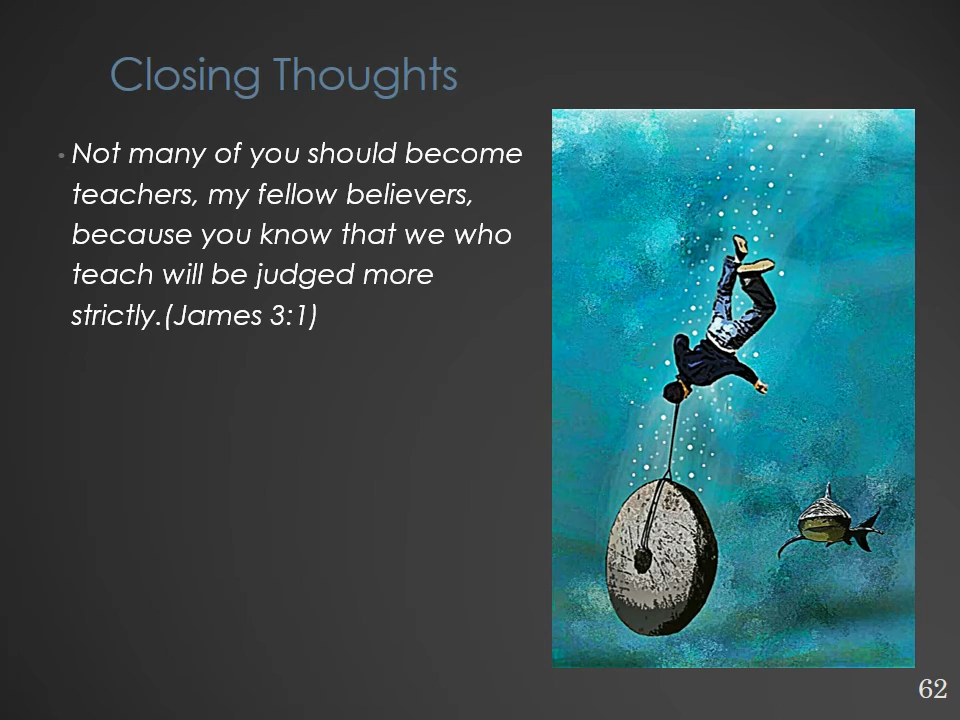 Closing Thoughts
• Not many of you should become
teachers, my fellow believers,
because you know that we who
teach will be judged more
strictly.(James 3:1)
62